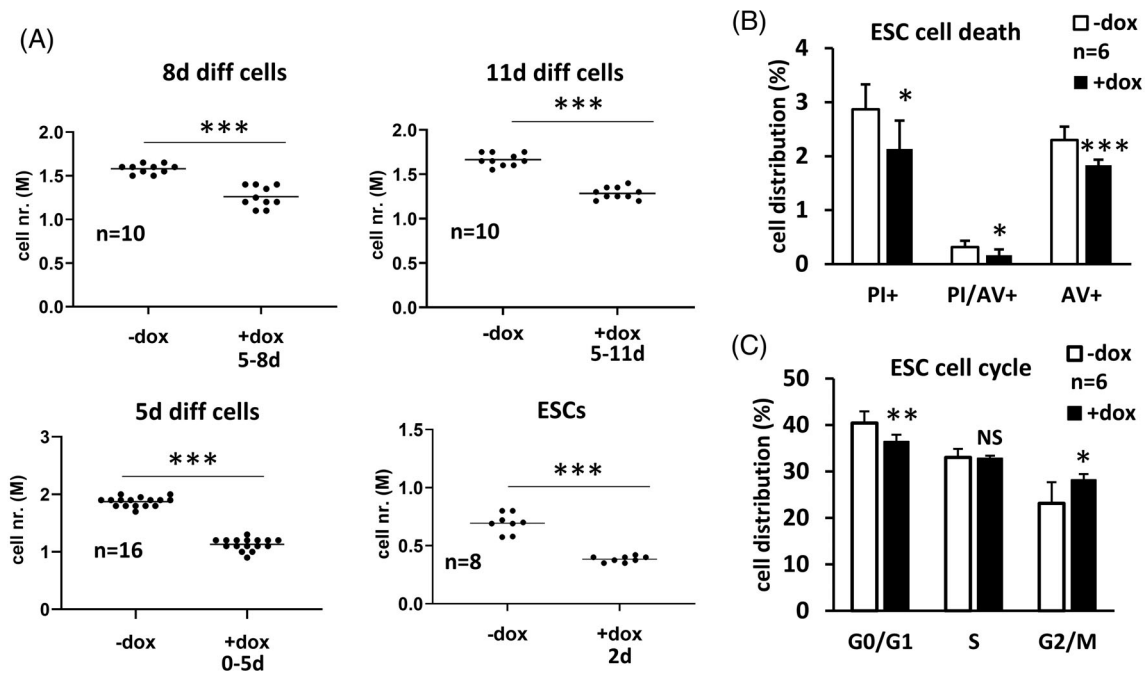 (A)
8d diff cells
***
cell nr. (M)
2.0
1.5
1.0
0.5
0.0
n=10
-dox
+dox
5-8d
11d diff cells
***
cell nr. (M)
2.0
1.5
1.0
0.5
0.0
n=10
-dox
+dox
5-11d
5d diff cells
***
cell nr. (M)
3
2
1
0
n=16
-dox
+dox
0-5d
ESCs
***
cell nr. (M)
1.5
1.0
0.5
0.0
n=8
-dox
+dox
2d
(B)
ESC cell death
-dox
n=6
+dox
cell distribution (%)
4
3
2
1
0
*
*
***
PI+
PI/AV+
AV+
(C)
ESC cell cycle
-dox
n=6
+dox
cell distribution (%)
50
40
30
20
10
0
**
NS
*
G0/G1
S
G2/M